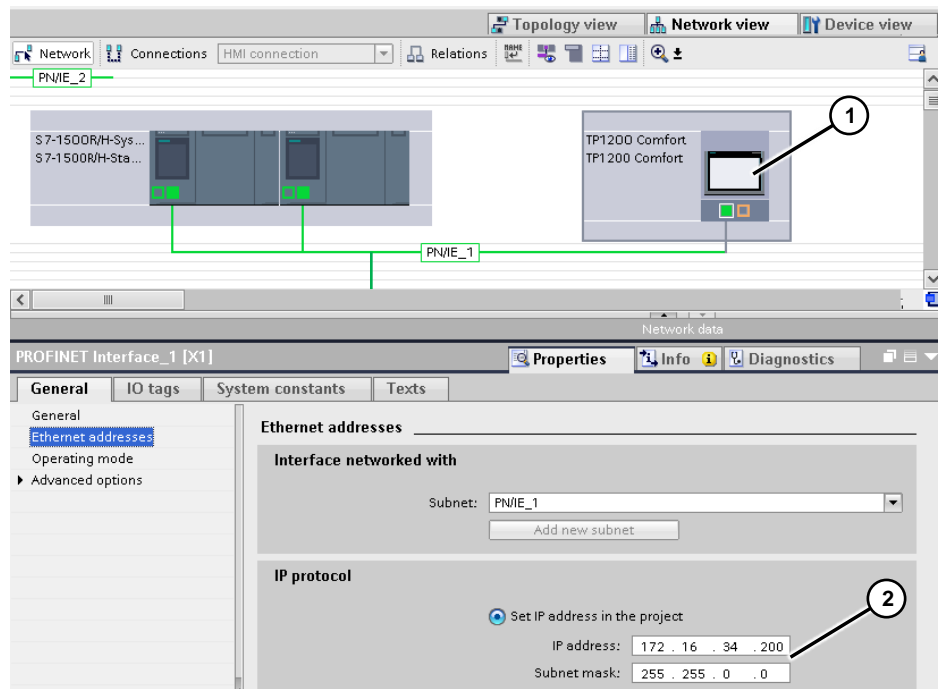 Topology view Network view Device view
Network Connections HMI connection Relations
PN/IE_2
S7-1500R/H-Sys...
S7-1500R/H-Sta...
TP1200 Comfort
TP1200 Comfort
1
PN/IE_1
Network data
PROFINET Interface_1 [X1] Properties Info Diagnostics
General IO tags System constants Texts
General
Ethernet addresses
Operating mode
Advanced options
Ethernet addresses
Interface networked with
Subnet: PN/IE_1
Add new subnet
IP protocol
2
Set IP address in the project
IP address: 172 . 16 . 34 . 200
Subnet mask: 255 . 255 . 0 . 0